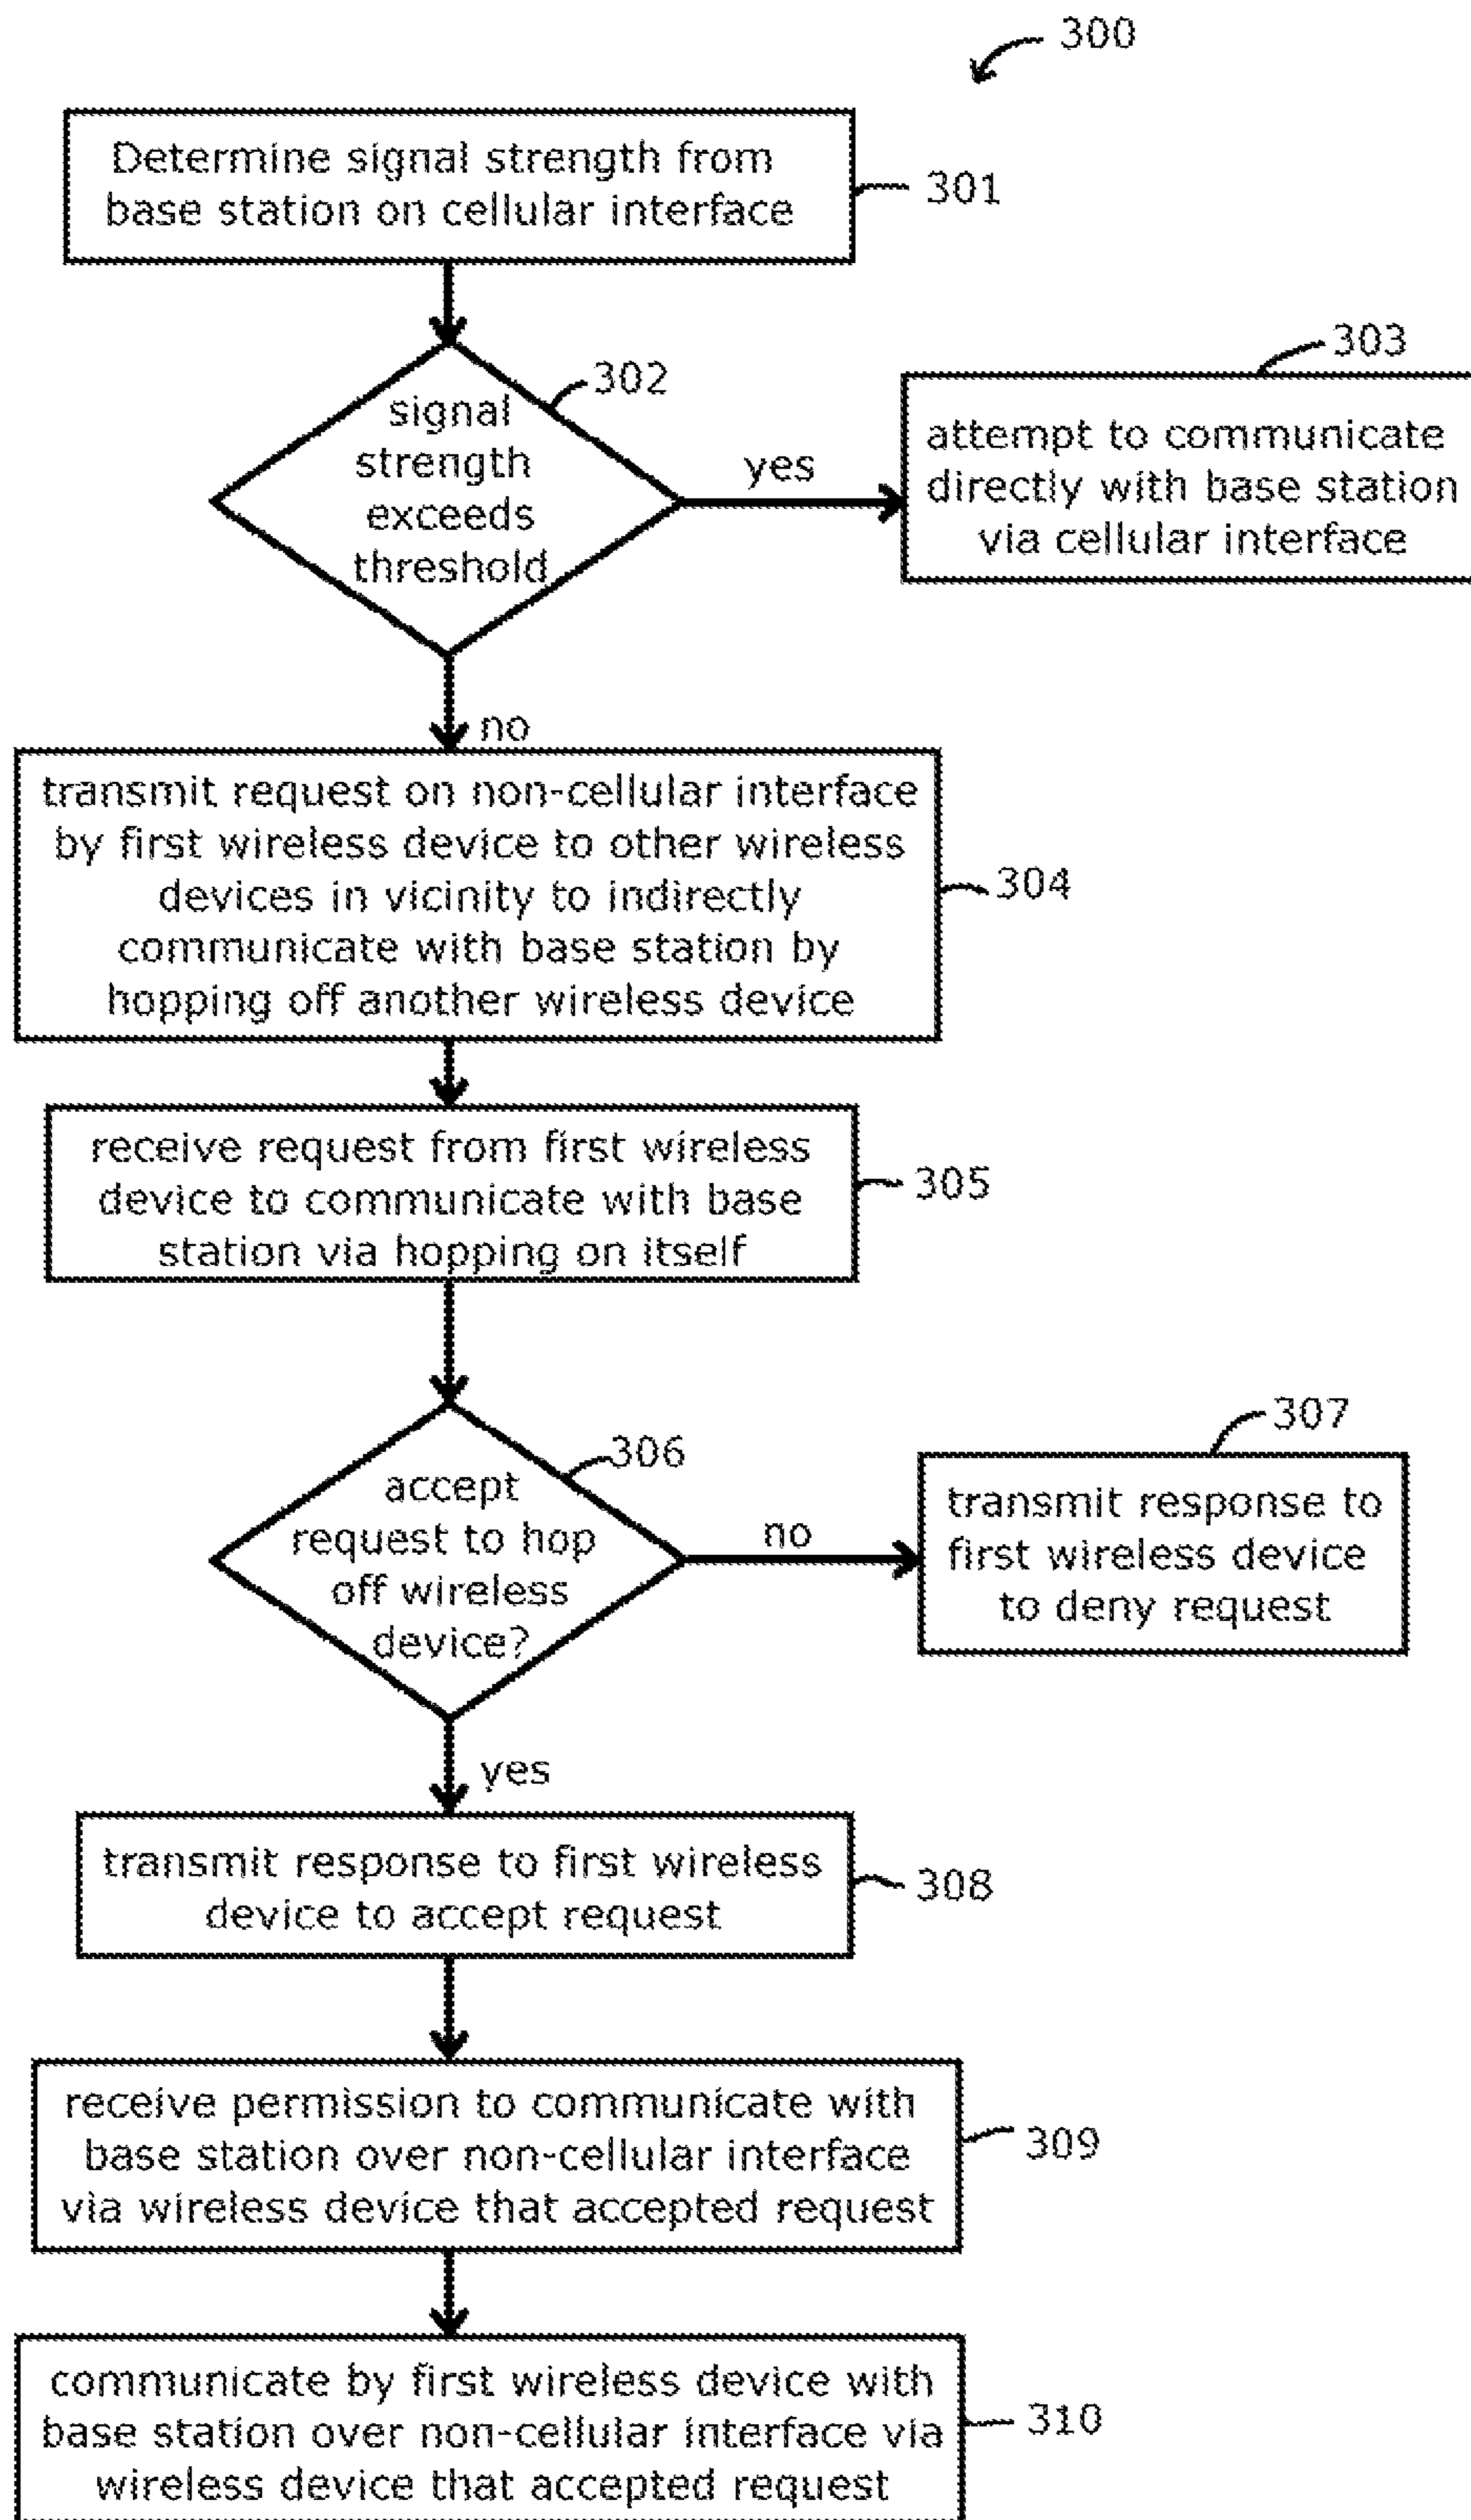 300
Determine signal strength from
base station on cellular interface
301
302
signal
strength
exceeds
threshold
yes
303
attempt to communicate
directly with base station
via cellular interface
no
transmit request on non-cellular interface
by first wireless device to other wireless
devices in vicinity to indirectly
communicate with base station by
hopping off another wireless device
304
receive request from first wireless
device to communicate with base
station via hopping on itself
305
306
accept
request to hop
off wireless
device?
no
307
transmit response to
first wireless device
to deny request
yes
transmit response to first wireless
device to accept request
308
receive permission to communicate with
base station over non-cellular interface
via wireless device that accepted request
309
communicate by first wireless device with
base station over non-cellular interface via
wireless device that accepted request
310